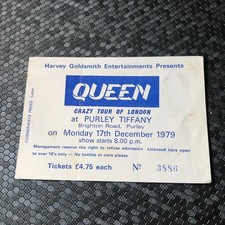 Harvey Goldsmith Entertainments Presents
QUEEN
CRAZY TOUR OF LONDON
at PURLEY TIFFANY
Brighton Road, Purley
on Monday 17th December 1979
show starts 8.00 p.m.
Management reserve the right to refuse admission. Licensed bars open
to over 18's only — No bottles or cans please
Tickets £4.75 each
Nº 3886